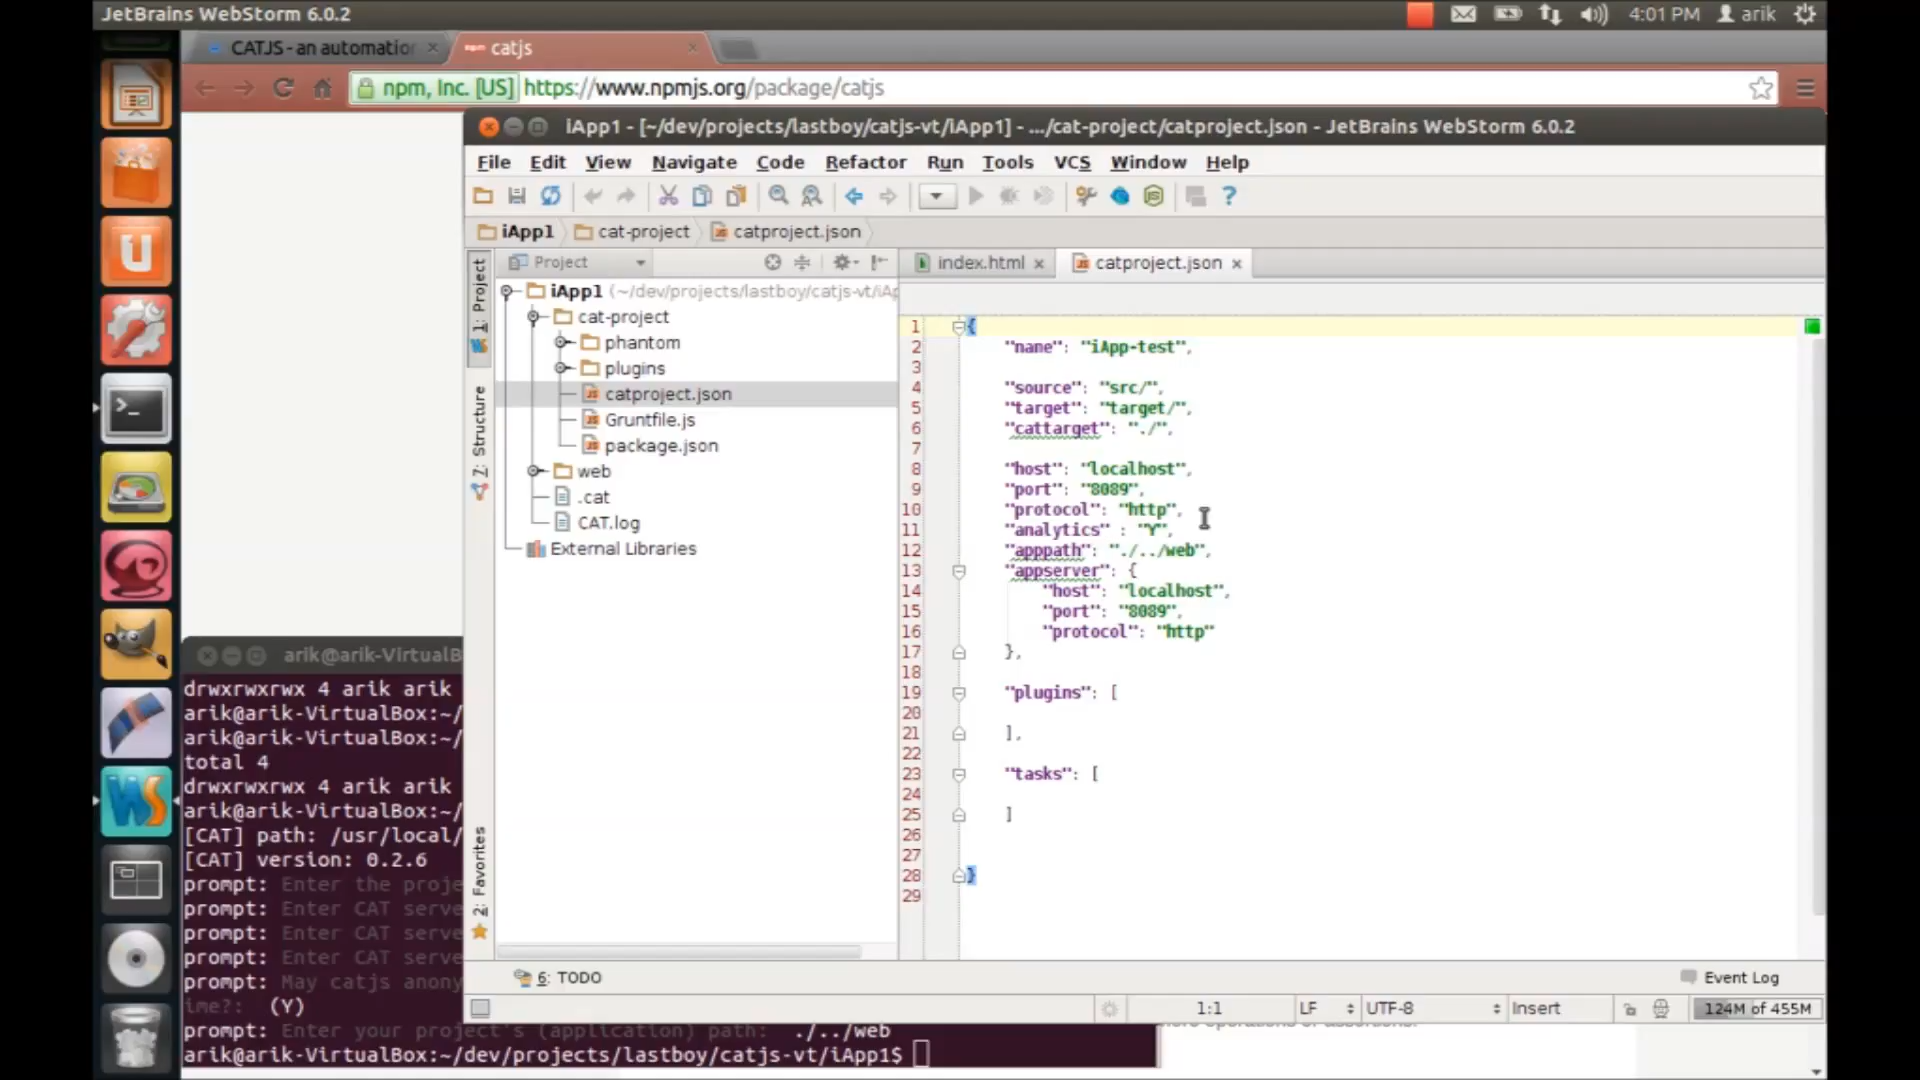 JetBrains WebStorm 6.0.2
4:01 PM arik
CATJS - an automation
catjs
npm, Inc. [US] https://www.npmjs.org/package/catjs
iApp1 - [~/dev/projects/lastboy/catjs-vt/iApp1] - .../cat-project/catproject.json - JetBrains WebStorm 6.0.2
File Edit View Navigate Code Refactor Run Tools VCS Window Help
iApp1 cat-project catproject.json
1: Project
7: Structure
2: Favorites
Project
iApp1 (~/dev/projects/lastboy/catjs-vt/iAp
cat-project
phantom
plugins
catproject.json
Gruntfile.js
package.json
web
.cat
CAT.log
External Libraries
index.html
catproject.json
1 {
2 "name": "iApp-test",
3
4 "source": "src/",
5 "target": "target/",
6 "cattarget": "./",
7
8 "host": "localhost",
9 "port": "8089",
10 "protocol": "http",
11 "analytics" : "Y",
12 "apppath": "./../web",
13 "appserver": {
14 "host": "localhost",
15 "port": "8089",
16 "protocol": "http"
17 },
18
19 "plugins": [
20
21 ],
22
23 "tasks": [
24
25 ]
26
27
28 }
29
6: TODO
Event Log
1:1 LF UTF-8 Insert 124M of 455M
arik@arik-VirtualB
drwxrwxrwx 4 arik arik
arik@arik-VirtualBox:~/
arik@arik-VirtualBox:~/
total 4
drwxrwxrwx 4 arik arik
arik@arik-VirtualBox:~/
[CAT] path: /usr/local/
[CAT] version: 0.2.6
prompt: Enter the proje
prompt: Enter CAT serve
prompt: Enter CAT serve
prompt: Enter CAT serve
prompt: May catjs anony
ime?: (Y)
prompt: Enter your project's (application) path: ./../web
arik@arik-VirtualBox:~/dev/projects/lastboy/catjs-vt/iApp1$